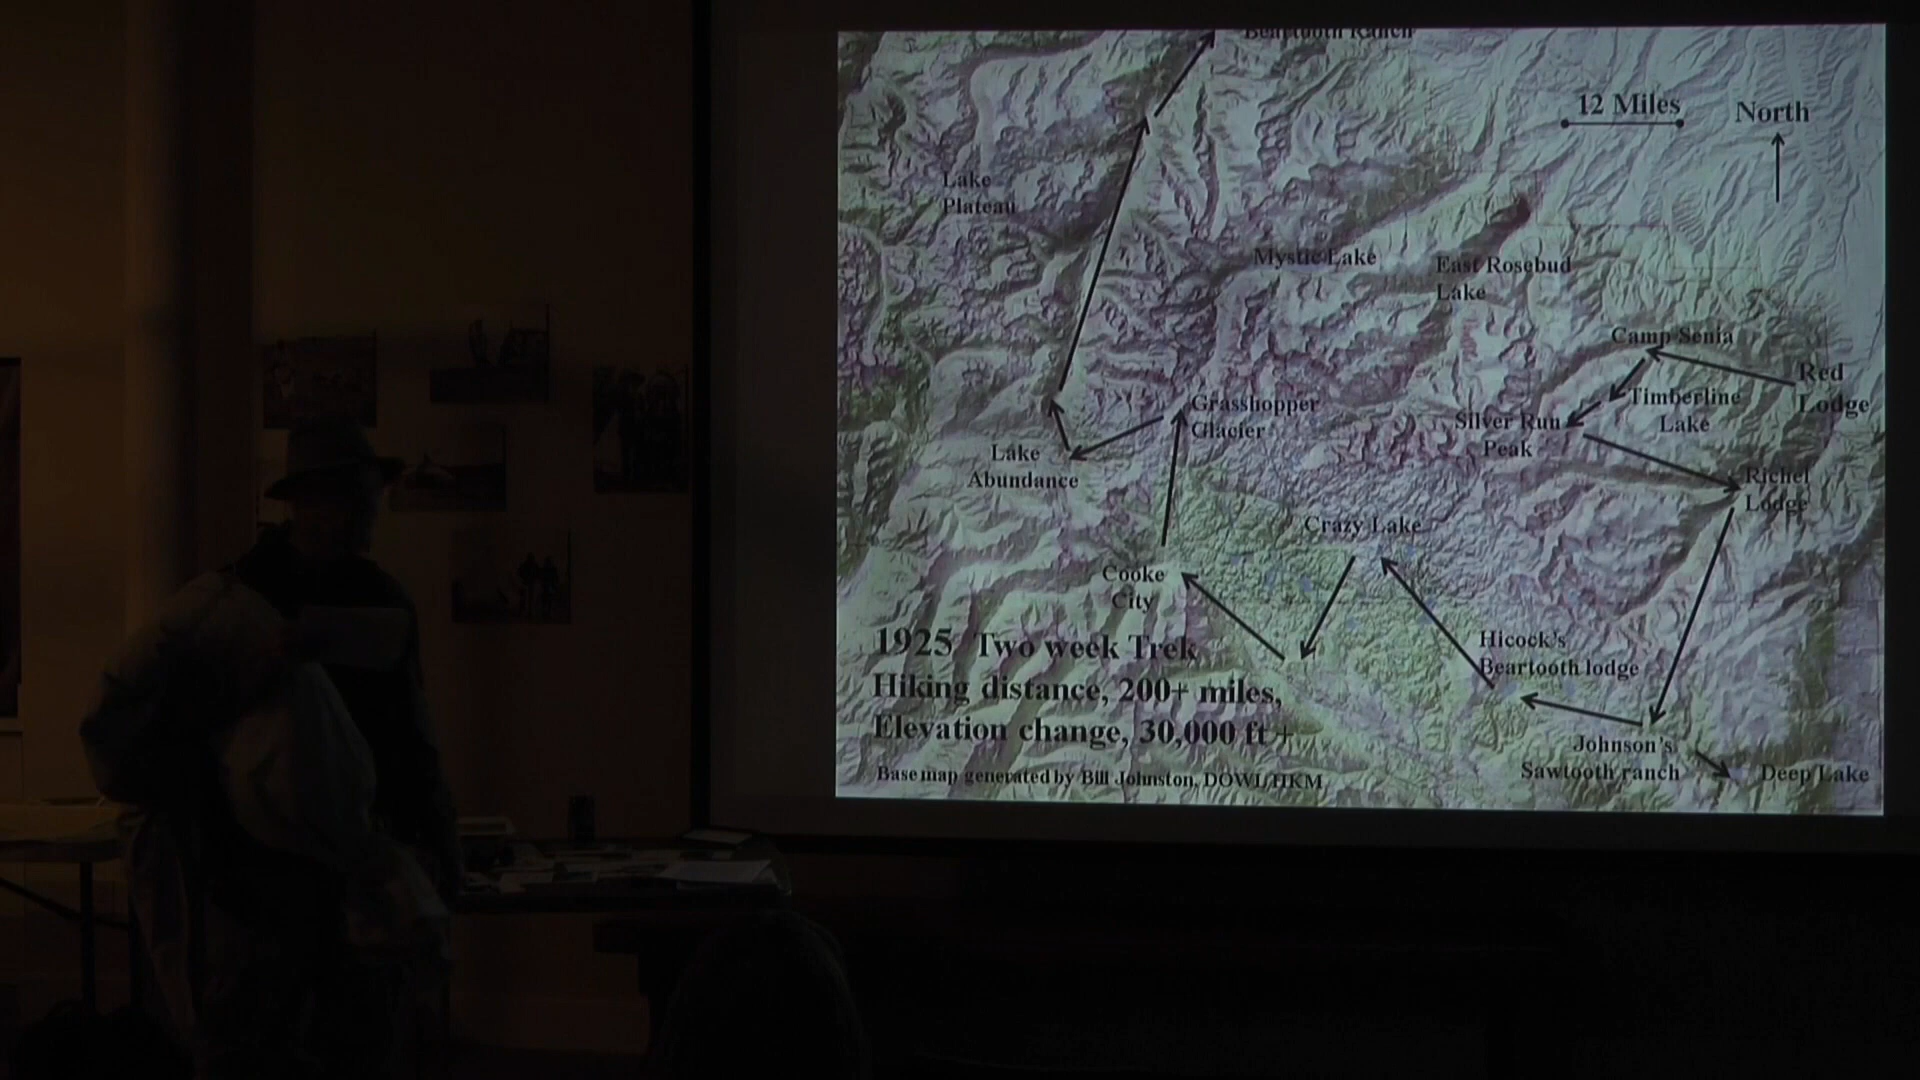 Beartooth Ranch
12 Miles
North
Lake
Plateau
Mystic Lake
East Rosebud
Lake
Camp Senia
Red
Lodge
Timberline
Lake
Silver Run
Peak
Grasshopper
Glacier
Lake
Abundance
Richel
Lodge
Crazy Lake
Cooke
City
Hicock's
Beartooth lodge
1925 Two week Trek
Hiking distance, 200+ miles,
Elevation change, 30,000 ft +
Johnson's
Sawtooth ranch
Deep Lake
Base map generated by Bill Johnston, DOWL/HKM